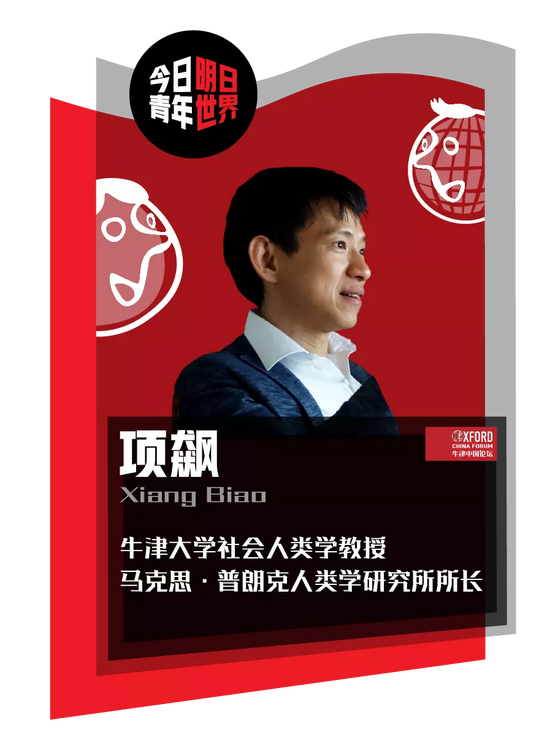 今日明日
青年世界
项飙
Xiang Biao
OXFORD
CHINA FORUM
牛津中国论坛
牛津大学社会人类学教授
马克思·普朗克人类学研究所所长